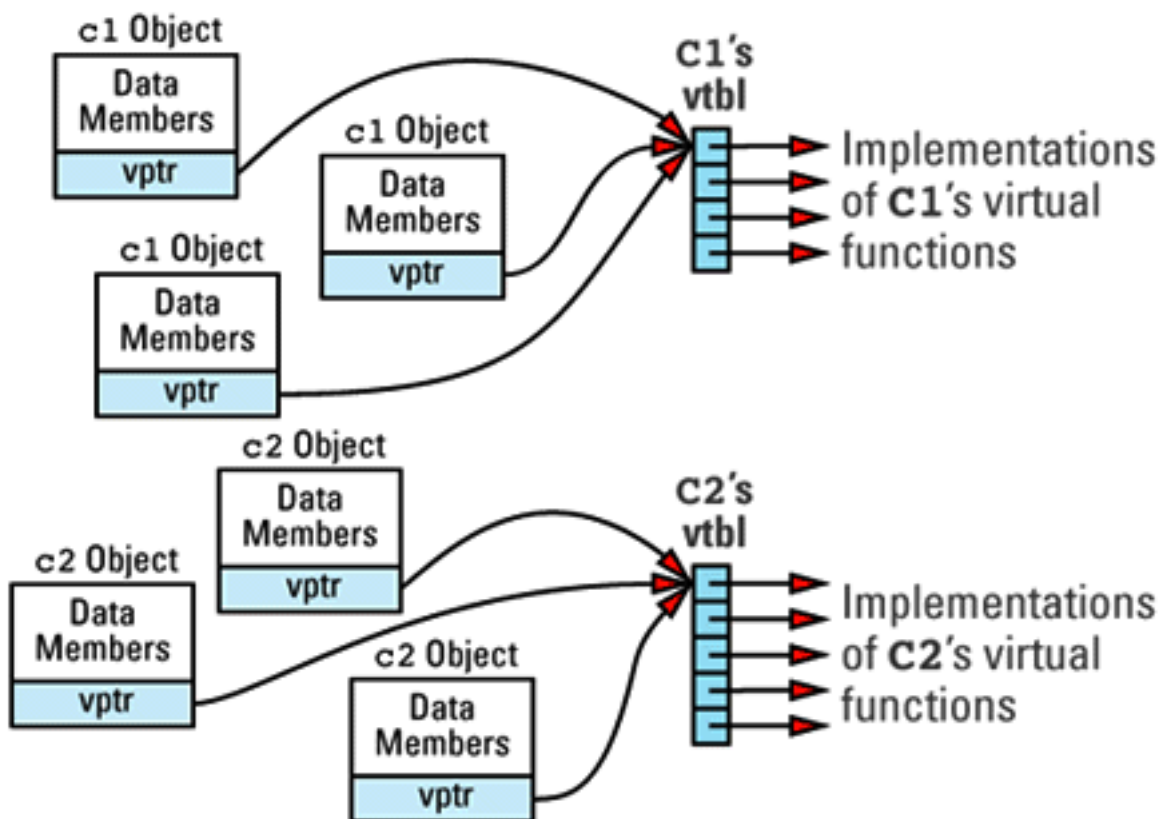 c1 Object
Data
Members
vptr
c1 Object
Data
Members
vptr
c1 Object
Data
Members
vptr
C1's
vtbl
Implementations
of C1's virtual
functions
c2 Object
Data
Members
vptr
c2 Object
Data
Members
vptr
c2 Object
Data
Members
vptr
C2's
vtbl
Implementations
of C2's virtual
functions